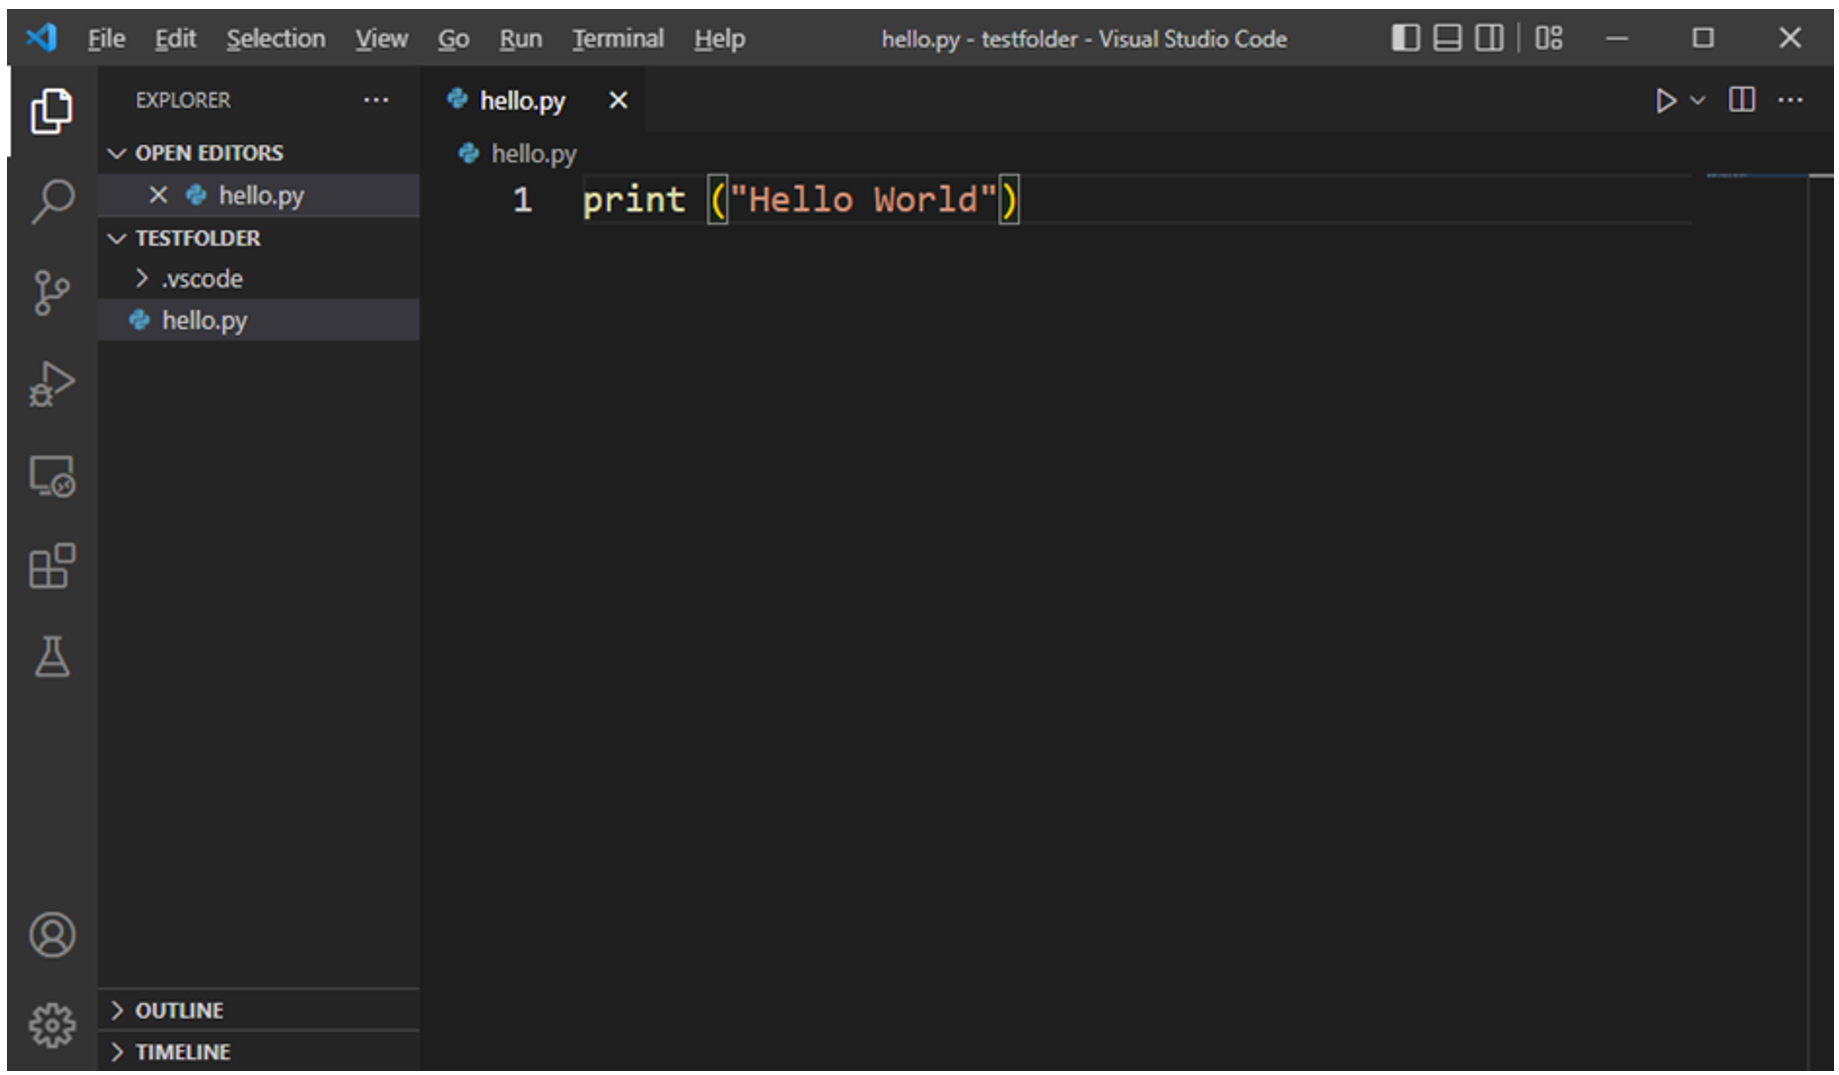 File Edit Selection View Go Run Terminal Help hello.py - testfolder - Visual Studio Code
EXPLORER
hello.py
OPEN EDITORS
hello.py
hello.py
1 print ("Hello World")
TESTFOLDER
.vscode
hello.py
OUTLINE
TIMELINE